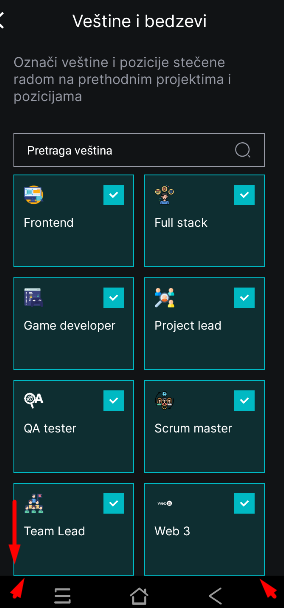 Veštine i bedzevi
Označi veštine i pozicije stečene
radom na prethodnim projektima i
pozicijama
Pretraga veština
Frontend
Full stack
Game developer
Project lead
QA
QA tester
Scrum master
Team Lead
Web 3